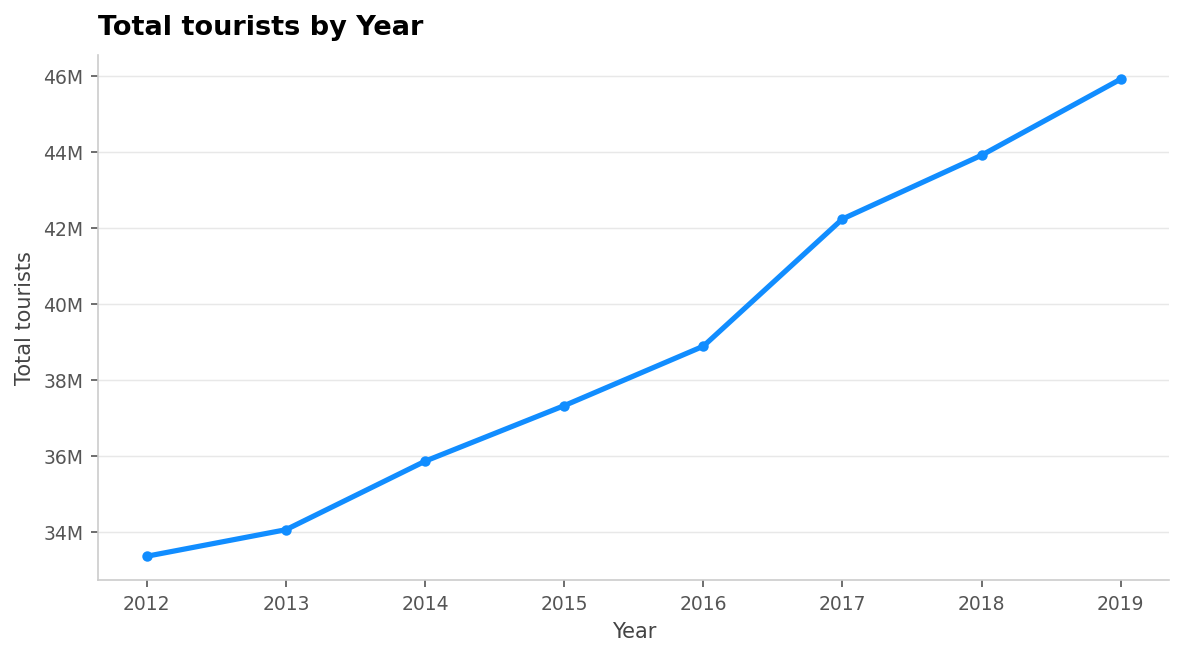 Total tourists by Year
46M
44M
42M
40M
38M
36M
34M
Total tourists
2012 2013 2014 2015 2016 2017 2018 2019
Year